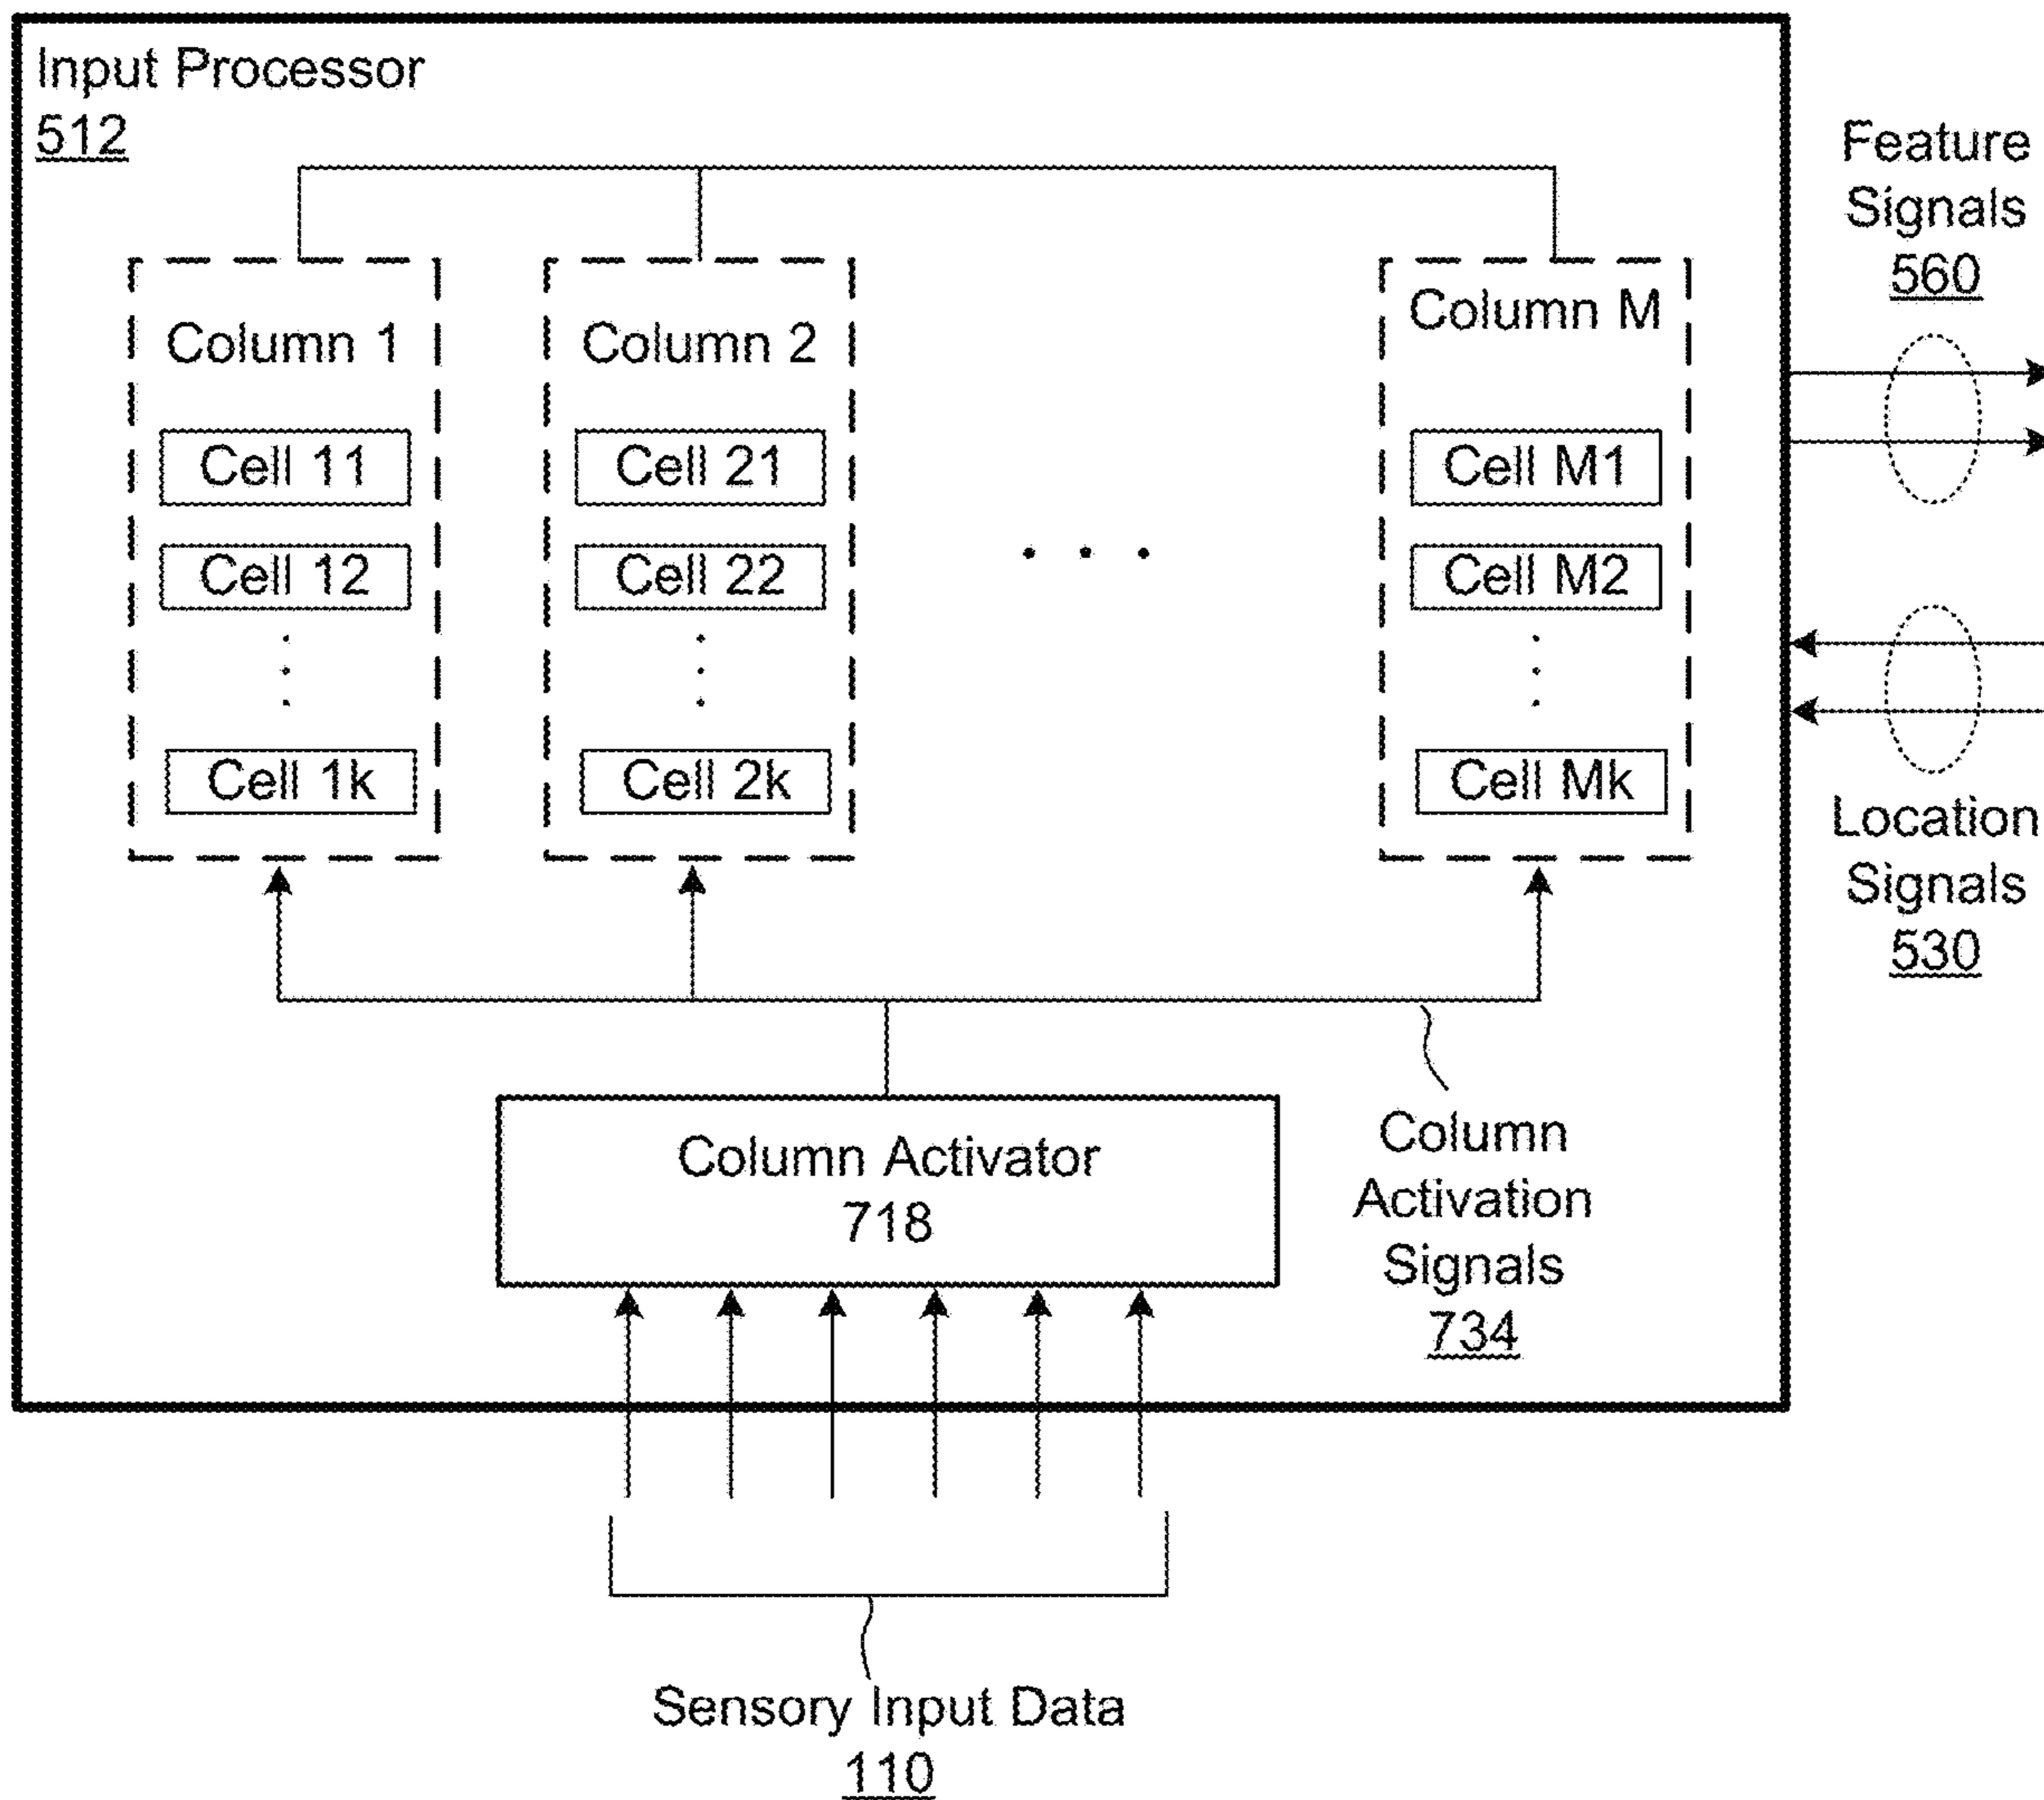 Input Processor
512
Feature
Signals
560
Column 1
Column 2
Column M
Cell 11
Cell 21
Cell M1
Cell 12
Cell 22
Cell M2
Cell 1k
Cell 2k
Cell Mk
Location
Signals
530
Column Activator
718
Column
Activation
Signals
734
Sensory Input Data
110